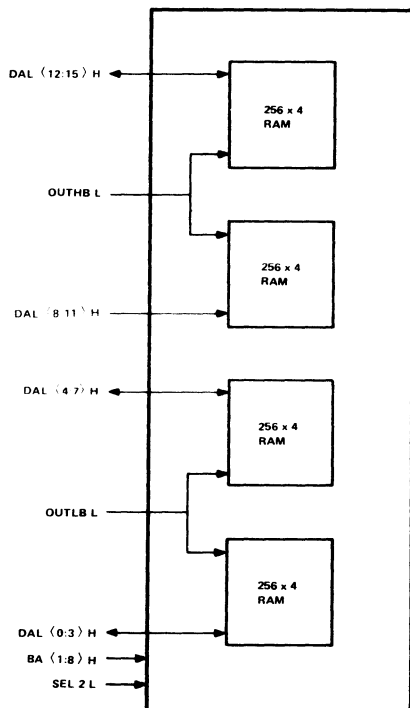 DAL ⟨12:15⟩ H
256 x 4
RAM
OUTHB L
256 x 4
RAM
DAL ⟨8 11⟩ H
DAL ⟨4 7⟩ H
256 x 4
RAM
OUTLB L
256 x 4
RAM
DAL ⟨0:3⟩ H
BA ⟨1:8⟩ H
SEL 2 L